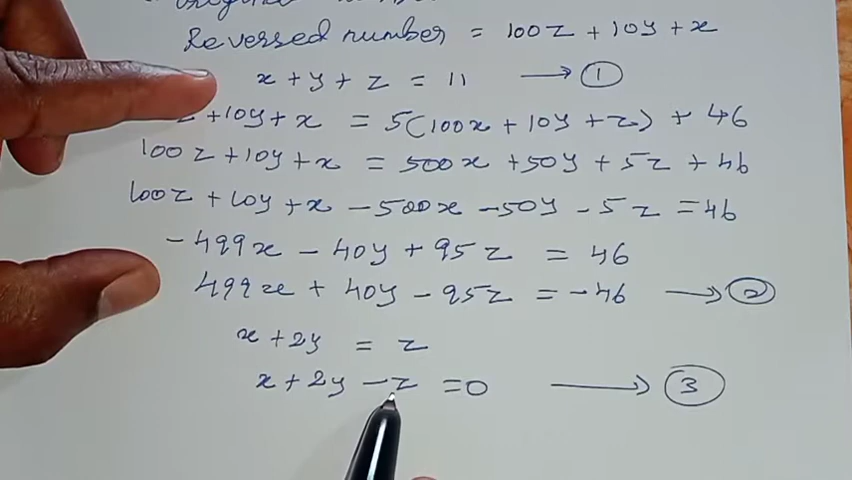 Reversed number = 100z + 10y + x
x + y + z = 11 → ①
z + 10y + x = 5(100x + 10y + z) + 46
100z + 10y + x = 500x + 50y + 5z + 46
100z + 10y + x - 500x - 50y - 5z = 46
- 499x - 40y + 95z = 46
499x + 40y - 95z = -46 → ②
x + 2y = z
x + 2y - z = 0 → ③